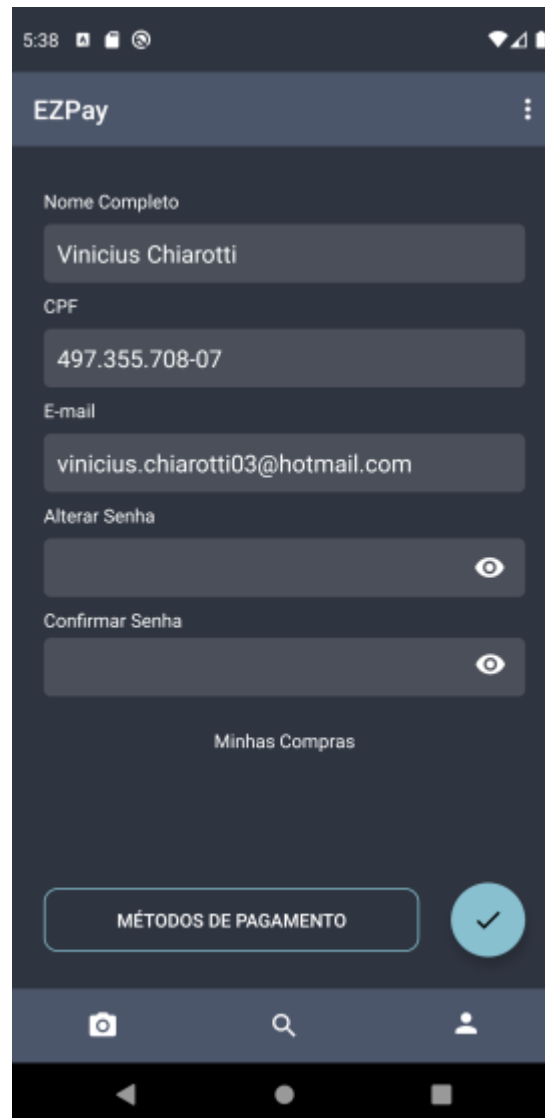 5:38
EZPay
Nome Completo
Vinicius Chiarotti
CPF
497.355.708-07
E-mail
vinicius.chiarotti03@hotmail.com
Alterar Senha
Confirmar Senha
Minhas Compras
MÉTODOS DE PAGAMENTO